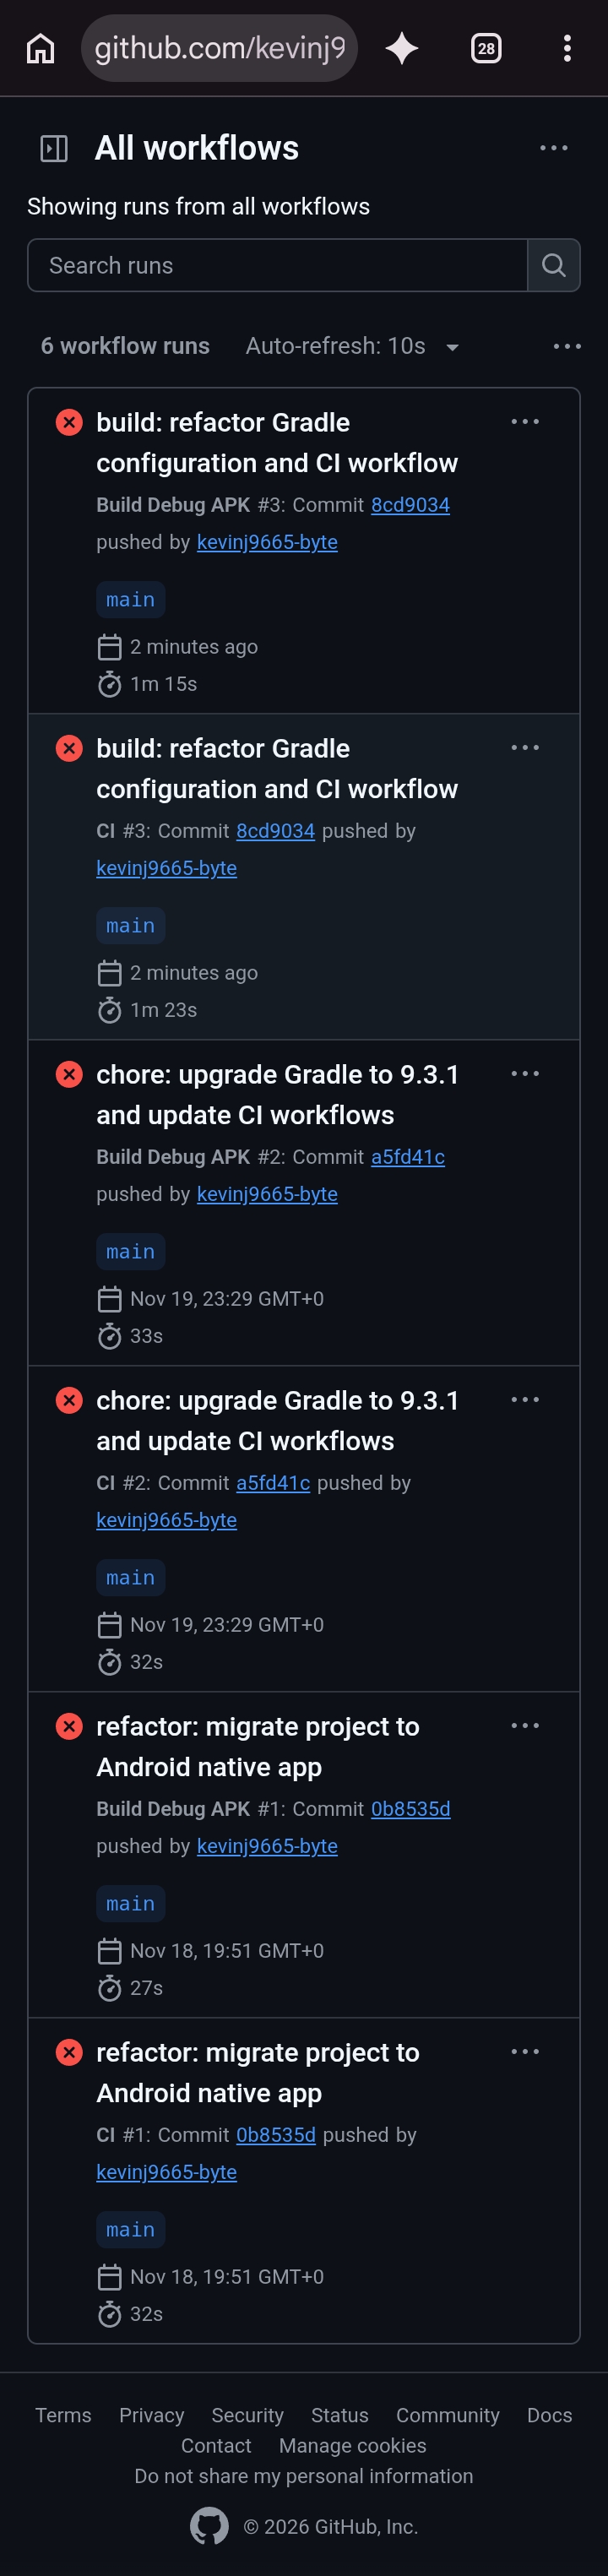 github.com/kevinj9
28
All workflows
Showing runs from all workflows
Search runs
6 workflow runs Auto-refresh: 10s
build: refactor Gradle
configuration and CI workflow
Build Debug APK #3: Commit 8cd9034
pushed by kevinj9665-byte
main
2 minutes ago
1m 15s
build: refactor Gradle
configuration and CI workflow
CI #3: Commit 8cd9034 pushed by
kevinj9665-byte
main
2 minutes ago
1m 23s
chore: upgrade Gradle to 9.3.1
and update CI workflows
Build Debug APK #2: Commit a5fd41c
pushed by kevinj9665-byte
main
Nov 19, 23:29 GMT+0
33s
chore: upgrade Gradle to 9.3.1
and update CI workflows
CI #2: Commit a5fd41c pushed by
kevinj9665-byte
main
Nov 19, 23:29 GMT+0
32s
refactor: migrate project to
Android native app
Build Debug APK #1: Commit 0b8535d
pushed by kevinj9665-byte
main
Nov 18, 19:51 GMT+0
27s
refactor: migrate project to
Android native app
CI #1: Commit 0b8535d pushed by
kevinj9665-byte
main
Nov 18, 19:51 GMT+0
32s
Terms Privacy Security Status Community Docs
Contact Manage cookies
Do not share my personal information
© 2026 GitHub, Inc.